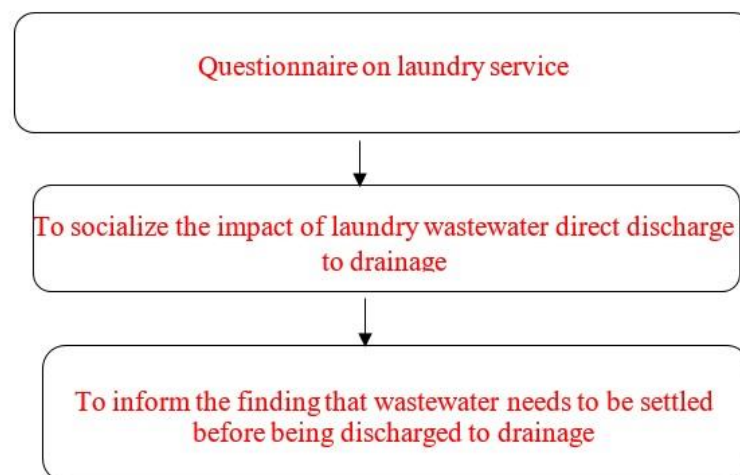 Questionnaire on laundry service
To socialize the impact of laundry wastewater direct discharge
to drainage
To inform the finding that wastewater needs to be settled
before being discharged to drainage